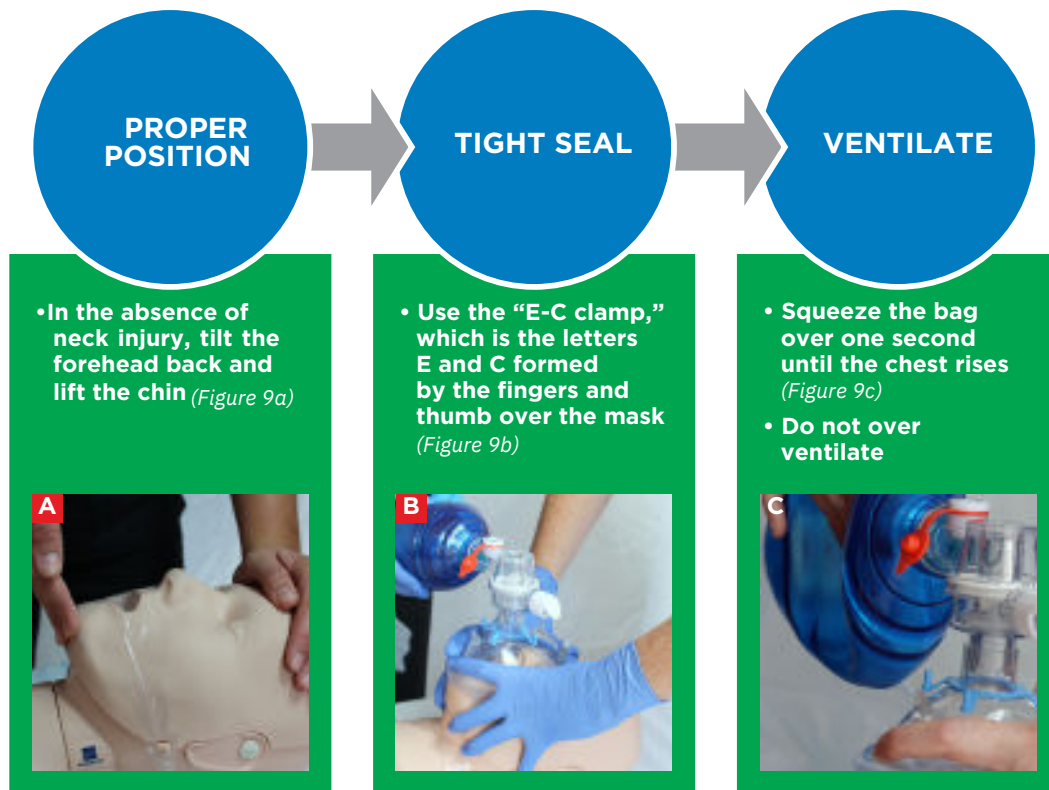 PROPER
POSITION
TIGHT SEAL
VENTILATE
•In the absence of
neck injury, tilt the
forehead back and
lift the chin (Figure 9a)
• Use the “E-C clamp,”
which is the letters
E and C formed
by the fingers and
thumb over the mask
(Figure 9b)
• Squeeze the bag
over one second
until the chest rises
(Figure 9c)
• Do not over
ventilate
A
B
C